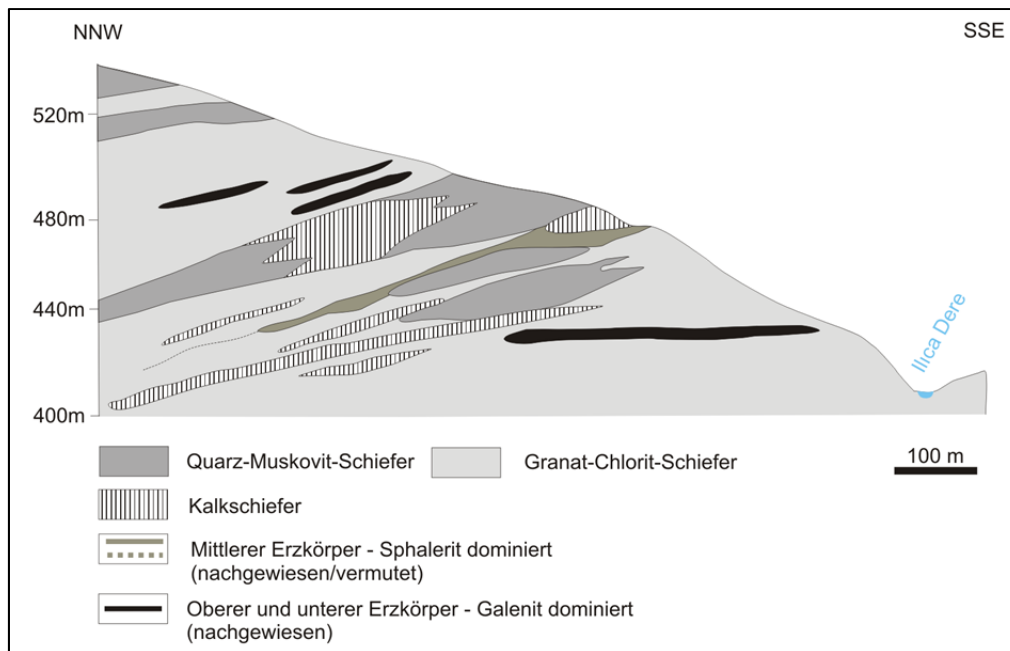 NNW
SSE
520m
480m
440m
400m
Ilıca Dere
Quarz-Muskovit-Schiefer
Granat-Chlorit-Schiefer
100 m
Kalkschiefer
Mittlerer Erzkörper - Sphalerit dominiert
(nachgewiesen/vermutet)
Oberer und unterer Erzkörper - Galenit dominiert
(nachgewiesen)